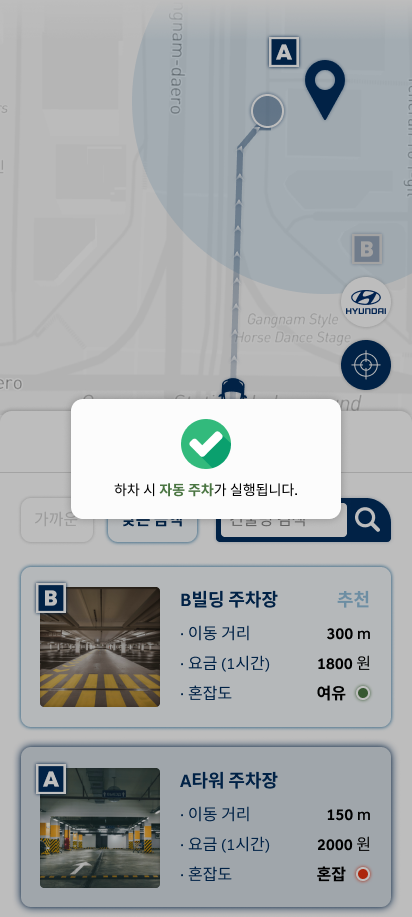 gnam-daero
A
B
HYUNDAI
Gangnam Style
Horse Dance Stage
ero
하차 시 자동 주차가 실행됩니다.
가까운
B
B빌딩 주차장 추천
· 이동 거리 300 m
· 요금 (1시간) 1800 원
· 혼잡도 여유
A
A타워 주차장
· 이동 거리 150 m
· 요금 (1시간) 2000 원
· 혼잡도 혼잡